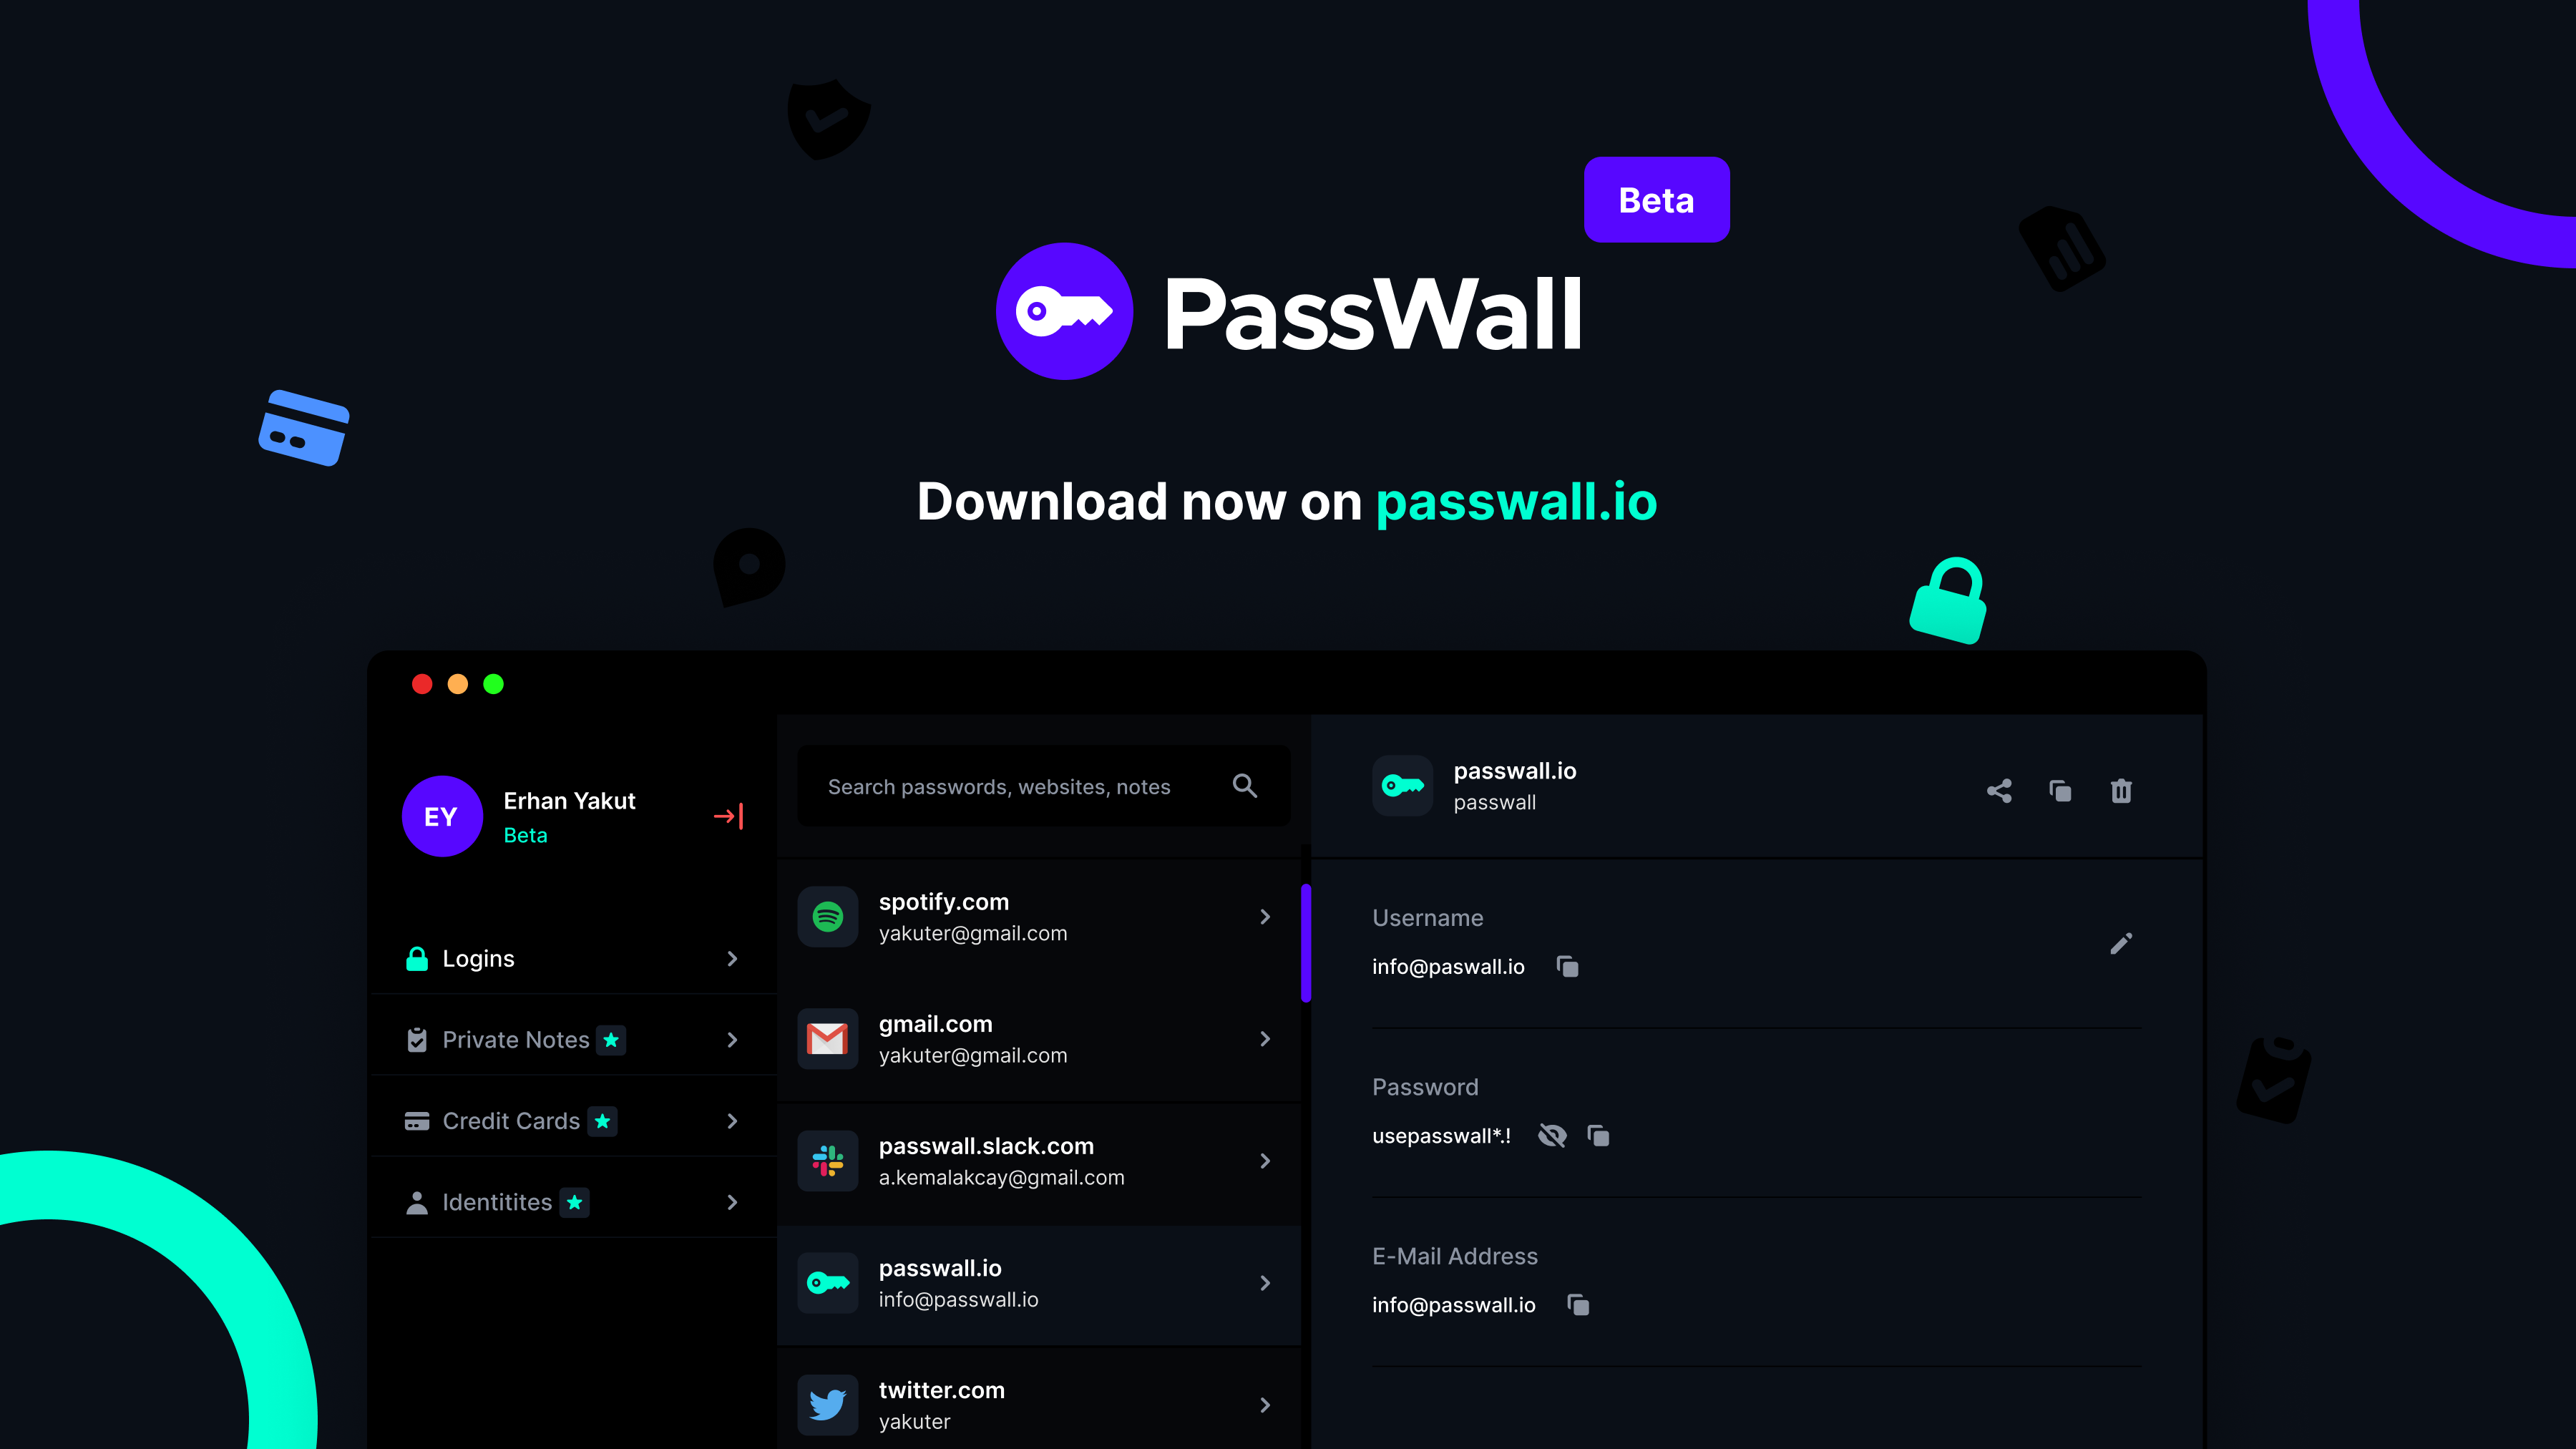 Beta
PassWall
Download now on passwall.io
EY
Erhan Yakut
Beta
Logins
Private Notes
Credit Cards
Identitites
Search passwords, websites, notes
spotify.com
yakuter@gmail.com
gmail.com
yakuter@gmail.com
passwall.slack.com
a.kemalakcay@gmail.com
passwall.io
info@passwall.io
twitter.com
yakuter
passwall.io
passwall
Username
info@paswall.io
Password
usepasswall*.!
E-Mail Address
info@passwall.io